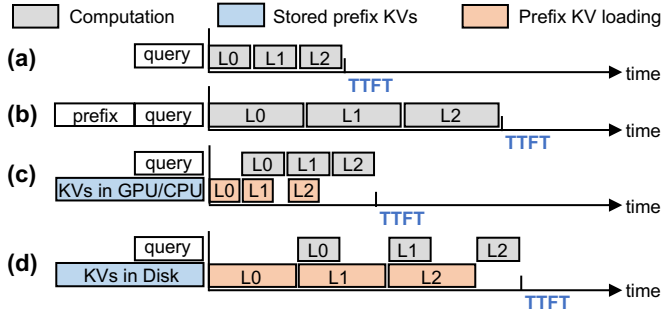 Computation Stored prefix KVs Prefix KV loading
(a) query L0 L1 L2 time
TTFT
(b) prefix query L0 L1 L2 time
TTFT
query L0 L1 L2
(c) KVs in GPU/CPU L0 L1 L2 time
TTFT
query L0 L1 L2
(d) KVs in Disk L0 L1 L2 time
TTFT